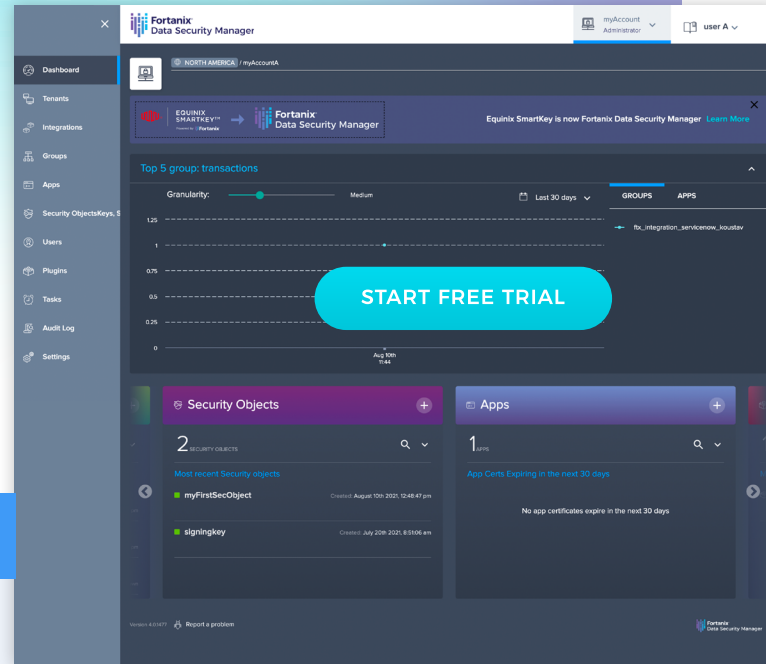 Fortanix
Data Security Manager
myAccount
Administrator
user A
Dashboard
Tenants
Integrations
Groups
Apps
Security ObjectsKeys, S
Users
Plugins
Tasks
Audit Log
Settings
NORTH AMERICA / myAccountA
EQUINIX
SMARTKEY™
Powered by Fortanix
Fortanix
Data Security Manager
Equinix SmartKey is now Fortanix Data Security Manager Learn More
Top 5 group: transactions
Granularity: Medium
Last 30 days
GROUPS APPS
ftx_integration_servicenow_koustav
1.25
1
0.75
0.5
0.25
0
Aug 10th
11:44
START FREE TRIAL
Security Objects
2 SECURITY OBJECTS
Most recent Security objects
myFirstSecObject Created: August 10th 2021, 12:48:47 pm
signingkey Created: July 20th 2021, 8:51:06 am
Apps
1 APPS
App Certs Expiring in the next 30 days
No app certificates expire in the next 30 days
Version 4.0.1477 Report a problem
Fortanix
Data Security Manager